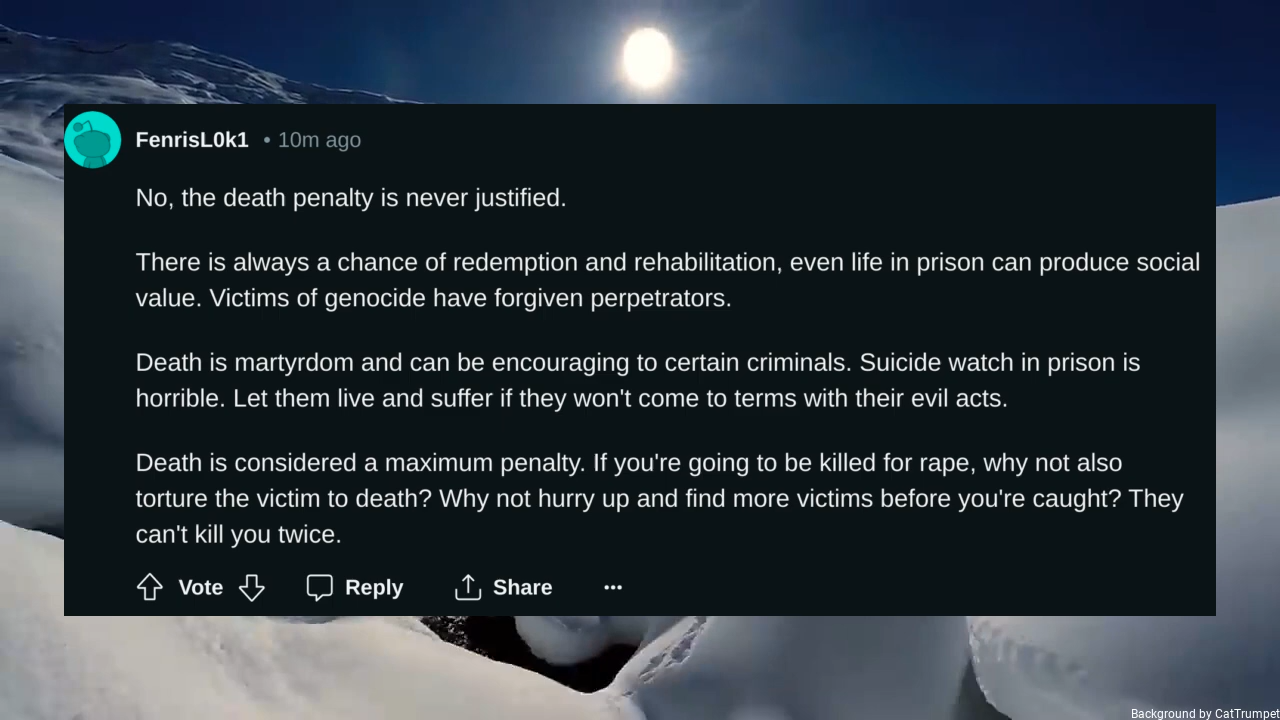 FenrisL0k1 • 10m ago
No, the death penalty is never justified.
There is always a chance of redemption and rehabilitation, even life in prison can produce social
value. Victims of genocide have forgiven perpetrators.
Death is martyrdom and can be encouraging to certain criminals. Suicide watch in prison is
horrible. Let them live and suffer if they won't come to terms with their evil acts.
Death is considered a maximum penalty. If you're going to be killed for rape, why not also
torture the victim to death? Why not hurry up and find more victims before you're caught? They
can't kill you twice.
Vote Reply Share ...
Background by CatTrumpet